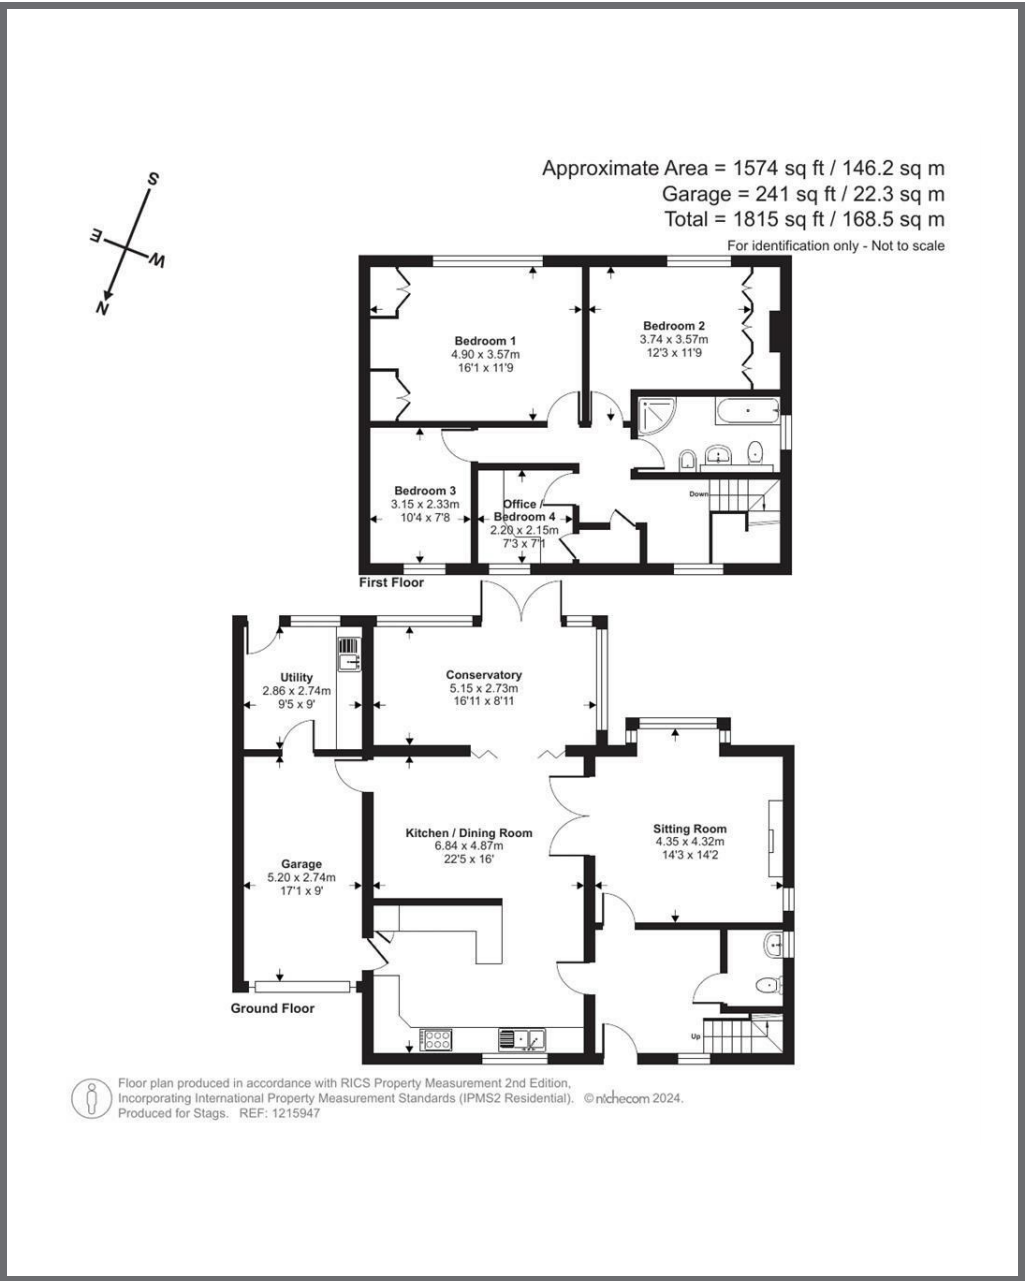 S
E
W
N
Approximate Area = 1574 sq ft / 146.2 sq m
Garage = 241 sq ft / 22.3 sq m
Total = 1815 sq ft / 168.5 sq m
For identification only - Not to scale
Bedroom 1
4.90 x 3.57m
16'1 x 11'9
Bedroom 2
3.74 x 3.57m
12'3 x 11'9
Bedroom 3
3.15 x 2.33m
10'4 x 7'8
Office /
Bedroom 4
2.20 x 2.15m
7'3 x 7'1
Down
First Floor
Utility
2.86 x 2.74m
9'5 x 9'
Conservatory
5.15 x 2.73m
16'11 x 8'11
Kitchen / Dining Room
6.84 x 4.87m
22'5 x 16'
Sitting Room
4.35 x 4.32m
14'3 x 14'2
Garage
5.20 x 2.74m
17'1 x 9'
Up
Ground Floor
Floor plan produced in accordance with RICS Property Measurement 2nd Edition,
Incorporating International Property Measurement Standards (IPMS2 Residential). © nichecom 2024.
Produced for Stags. REF: 1215947